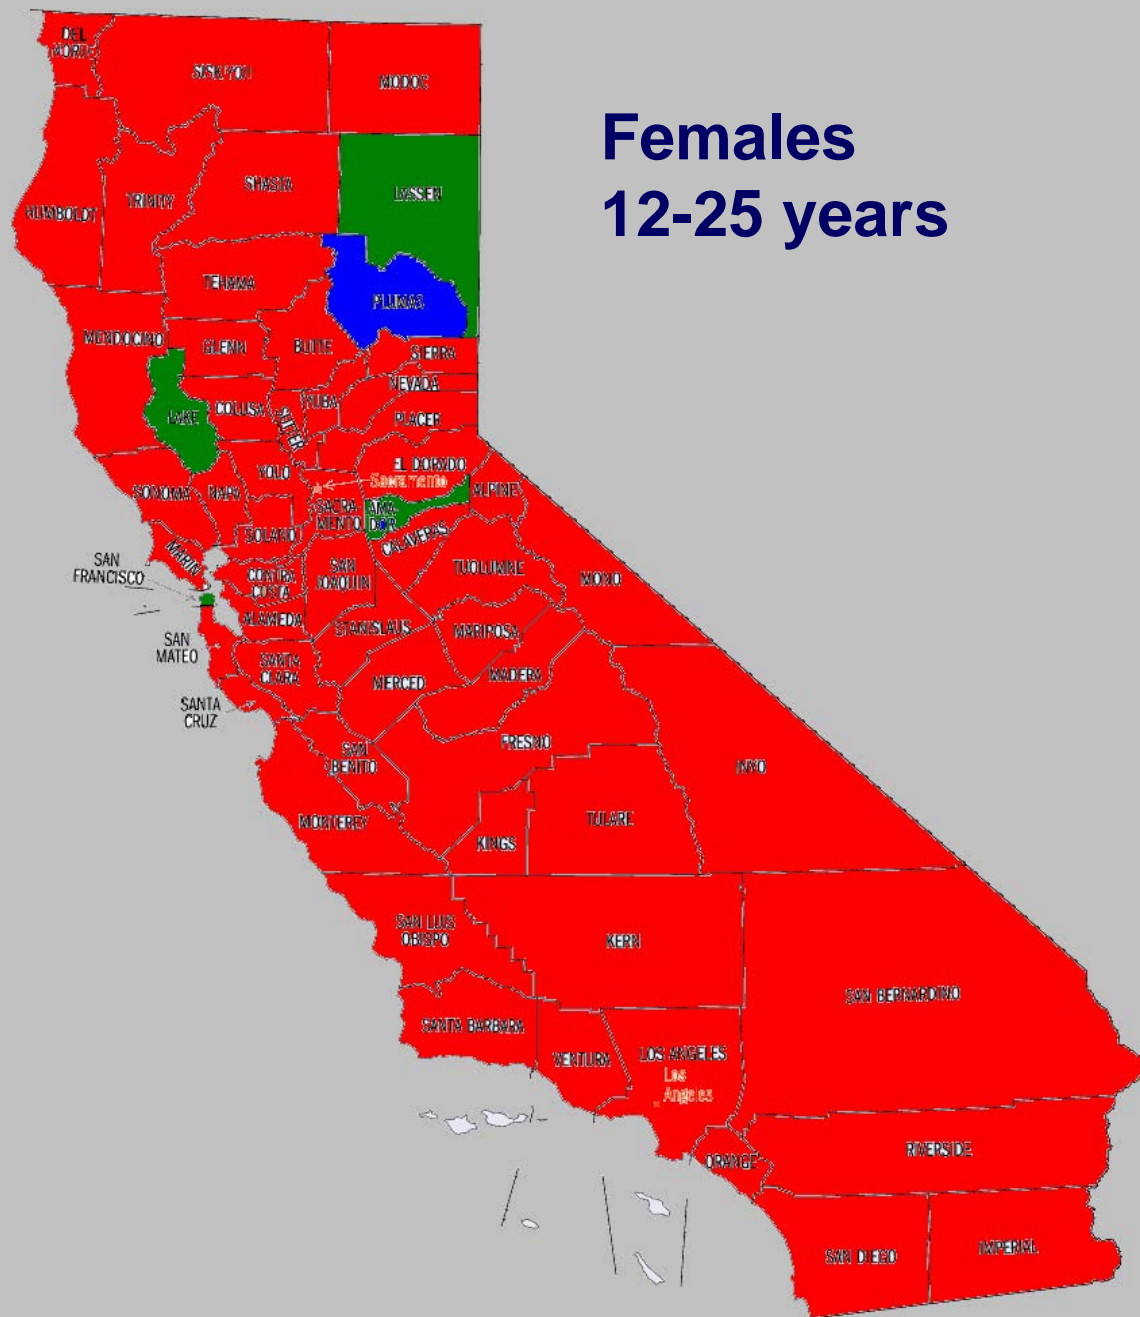 DEL
NORTE
SISKIYOU
MODOC
Females
12-25 years
SHASTA
LASSEN
TRINITY
HUMBOLDT
TEHAMA
PLUMAS
MENDOCINO
GLENN
BUTTE
SIERRA
NEVADA
YUBA
COLUSA
LAKE
PLACER
SUTTER
YOLO
EL DORADO
Sacramento
ALPINE
SONOMA
NAPA
SACRA-
MENTO
AMA-
DOR
SOLANO
CALAVERAS
MARIN
SAN
FRANCISCO
SAN
JOAQUIN
TUOLUMNE
MONO
CONTRA
COSTA
ALAMEDA
STANISLAUS
MARIPOSA
SAN
MATEO
SANTA
CLARA
MERCED
MADERA
SANTA
CRUZ
FRESNO
SAN
BENITO
INYO
MONTEREY
TULARE
KINGS
SAN LUIS
OBISPO
KERN
SAN BERNARDINO
SANTA BARBARA
VENTURA
LOS ANGELES
Los
Angeles
RIVERSIDE
ORANGE
SAN DIEGO
IMPERIAL